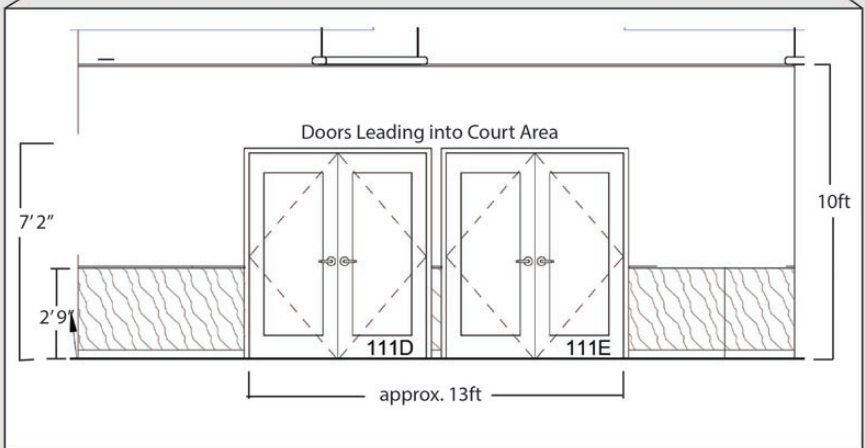 Doors Leading into Court Area
7’2”
10ft
2’9”
111D
111E
approx. 13ft